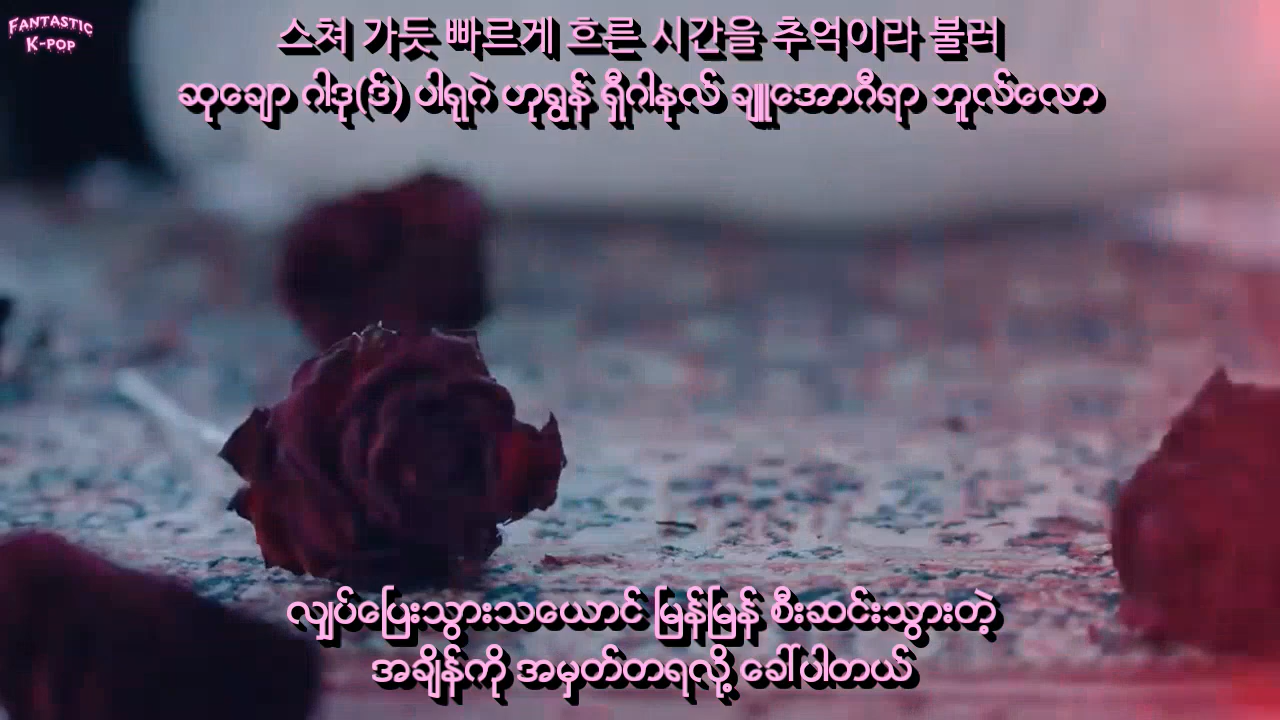 FANTASTIC
K-POP
스쳐 가듯 빠르게 흐른 시간을 추억이라 불러
ဆုချော ဂါဒု(ဒ်) ပါရုဂဲ ဟုရွန် ရှီဂါနုလ် ချူအောဂီရာ ဘူလ်လော
လျှပ်ပြေးသွားသယောင် မြန်မြန် စီးဆင်းသွားတဲ့
အချိန်ကို အမှတ်တရလို့ ခေါ်ပါတယ်